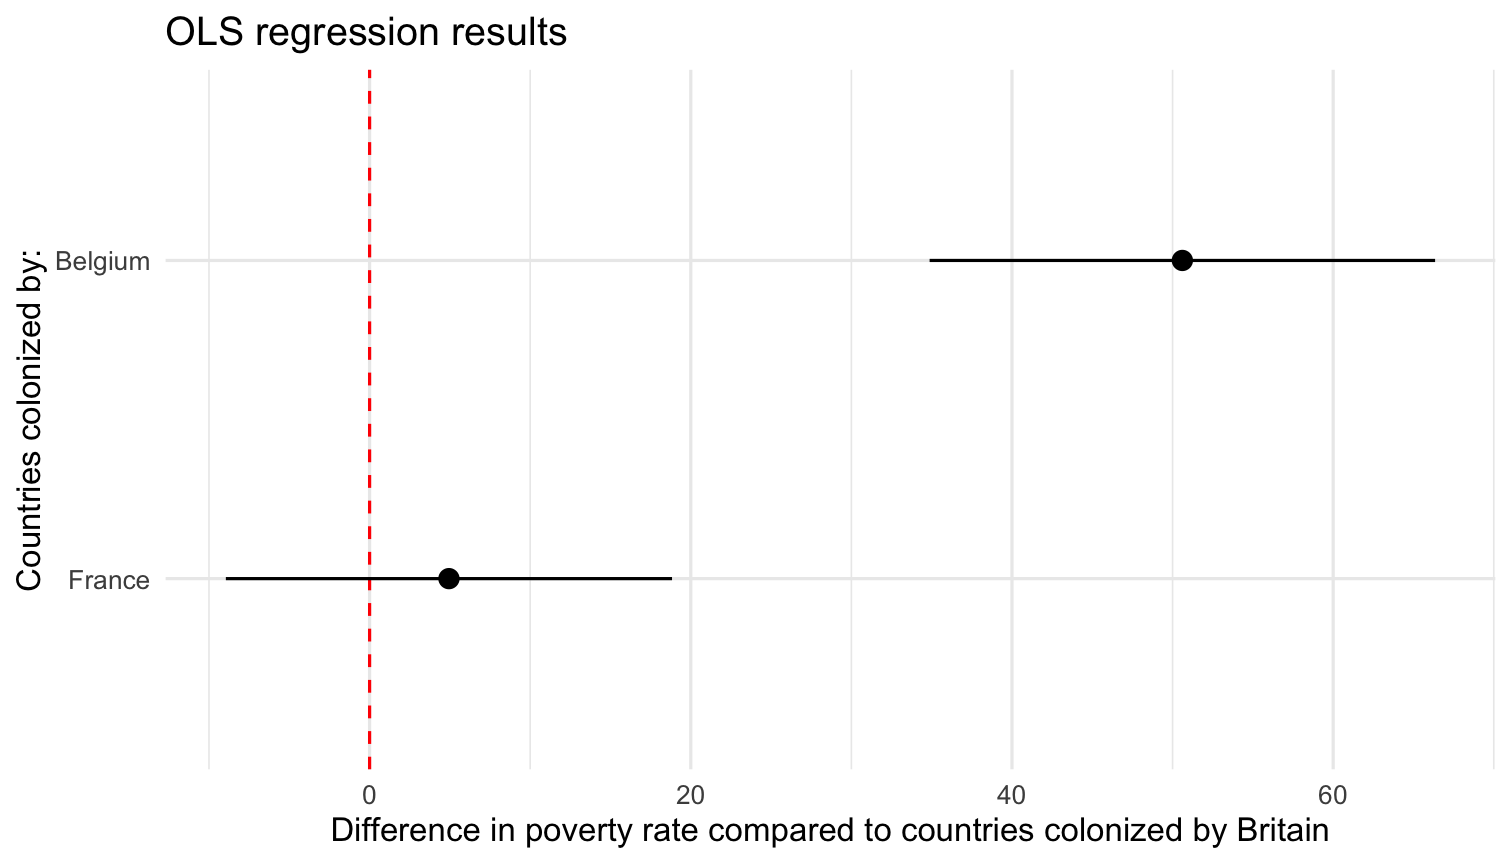 OLS regression results
Countries colonized by:
Belgium
France
0 20 40 60
Difference in poverty rate compared to countries colonized by Britain